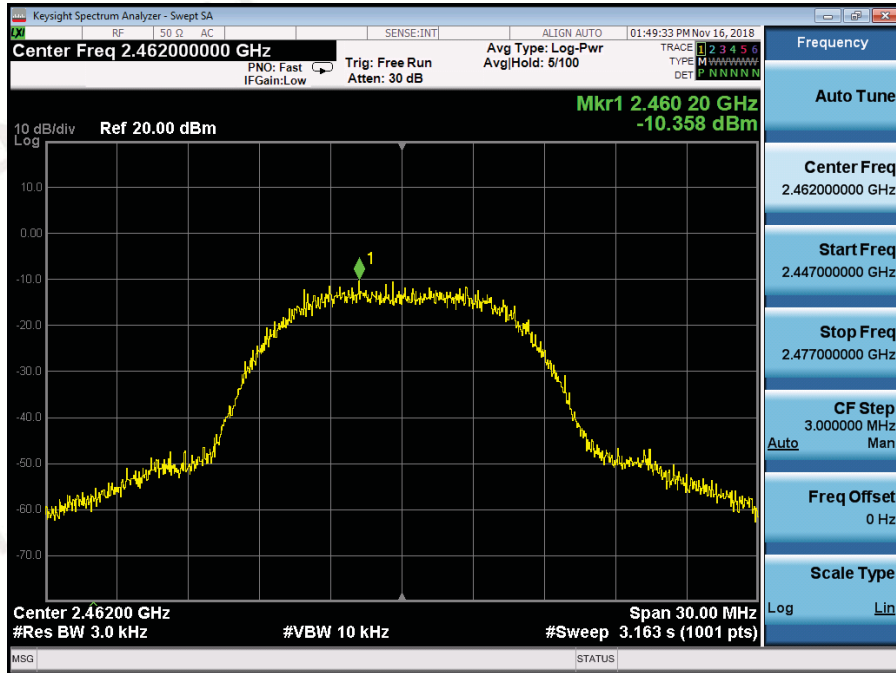 Keysight Spectrum Analyzer - Swept SA
LXI RF 50 Ω AC SENSE:INT ALIGN AUTO 01:49:33 PM Nov 16, 2018
Center Freq 2.462000000 GHz
PNO: Fast
IFGain:Low
Trig: Free Run
Atten: 30 dB
Avg Type: Log-Pwr
Avg|Hold: 5/100
TRACE 1 2 3 4 5 6
TYPE M WWWWW
DET P N N N N N
Mkr1 2.460 20 GHz
-10.358 dBm
10 dB/div Ref 20.00 dBm
Log
10.0
0.00
-10.0
-20.0
-30.0
-40.0
-50.0
-60.0
-70.0
1
Center 2.46200 GHz Span 30.00 MHz
#Res BW 3.0 kHz #VBW 10 kHz #Sweep 3.163 s (1001 pts)
MSG STATUS
Frequency
Auto Tune
Center Freq
2.462000000 GHz
Start Freq
2.447000000 GHz
Stop Freq
2.477000000 GHz
CF Step
3.000000 MHz
Auto Man
Freq Offset
0 Hz
Scale Type
Log Lin